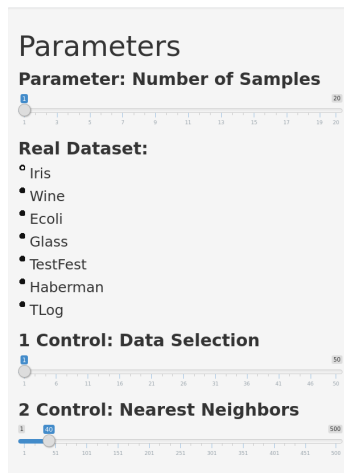 Parameters
Parameter: Number of Samples
1 20
1 3 5 7 9 11 13 15 17 19 20
Real Dataset:
Iris
Wine
Ecoli
Glass
TestFest
Haberman
TLog
1 Control: Data Selection
1 50
1 6 11 16 21 26 31 36 41 46 50
2 Control: Nearest Neighbors
1 40 500
1 51 101 151 201 251 301 351 401 451 500